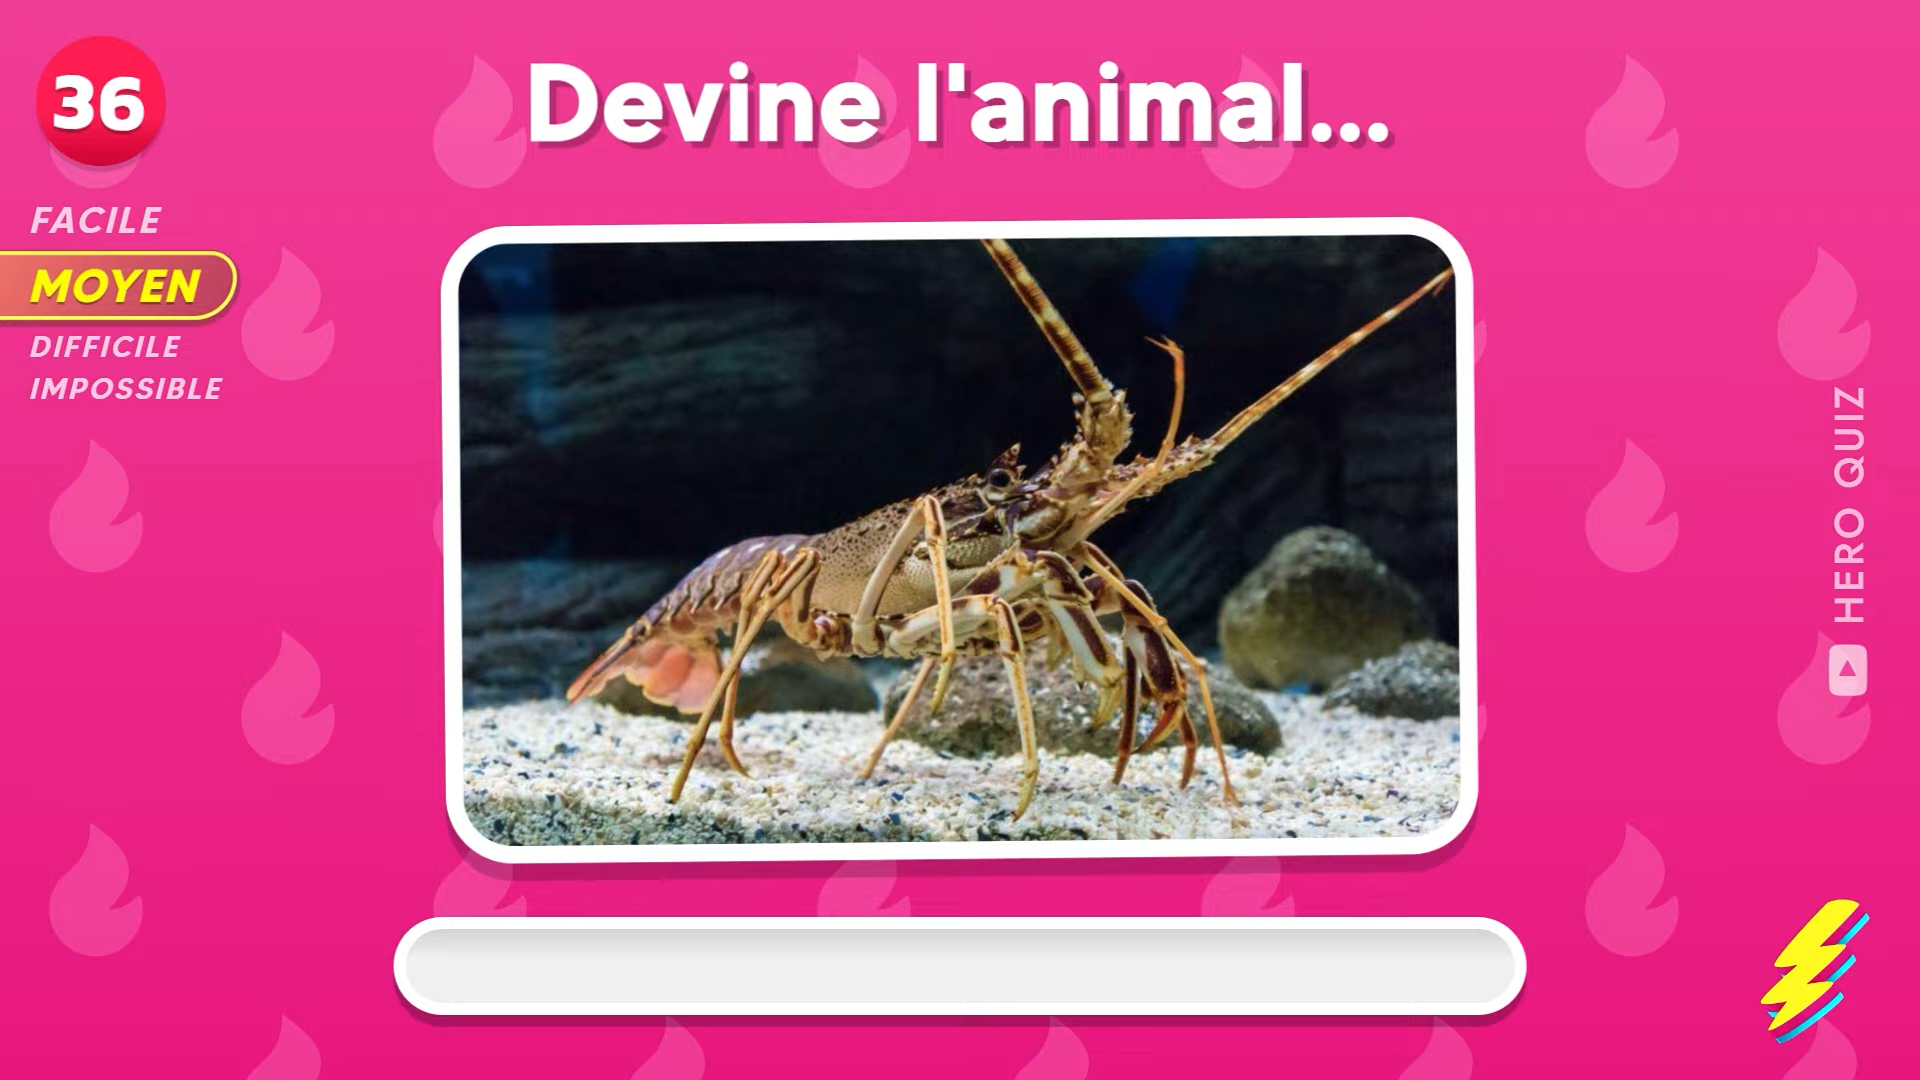 36
Devine l'animal...
FACILE
MOYEN
DIFFICILE
IMPOSSIBLE
HERO QUIZ